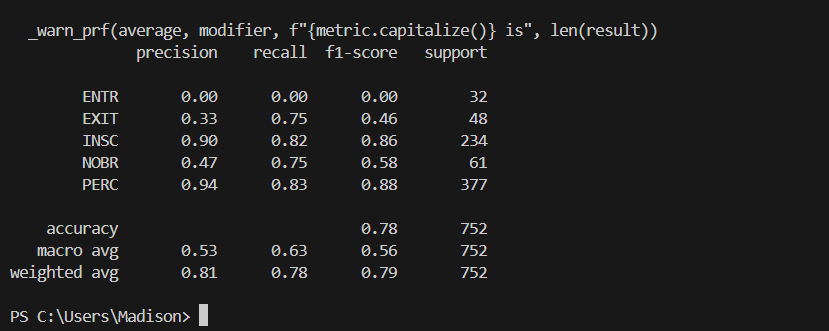 _warn_prf(average, modifier, f"{metric.capitalize()} is", len(result))
precision recall f1-score support
ENTR 0.00 0.00 0.00 32
EXIT 0.33 0.75 0.46 48
INSC 0.90 0.82 0.86 234
NOBR 0.47 0.75 0.58 61
PERC 0.94 0.83 0.88 377
accuracy 0.78 752
macro avg 0.53 0.63 0.56 752
weighted avg 0.81 0.78 0.79 752
PS C:\Users\Madison>